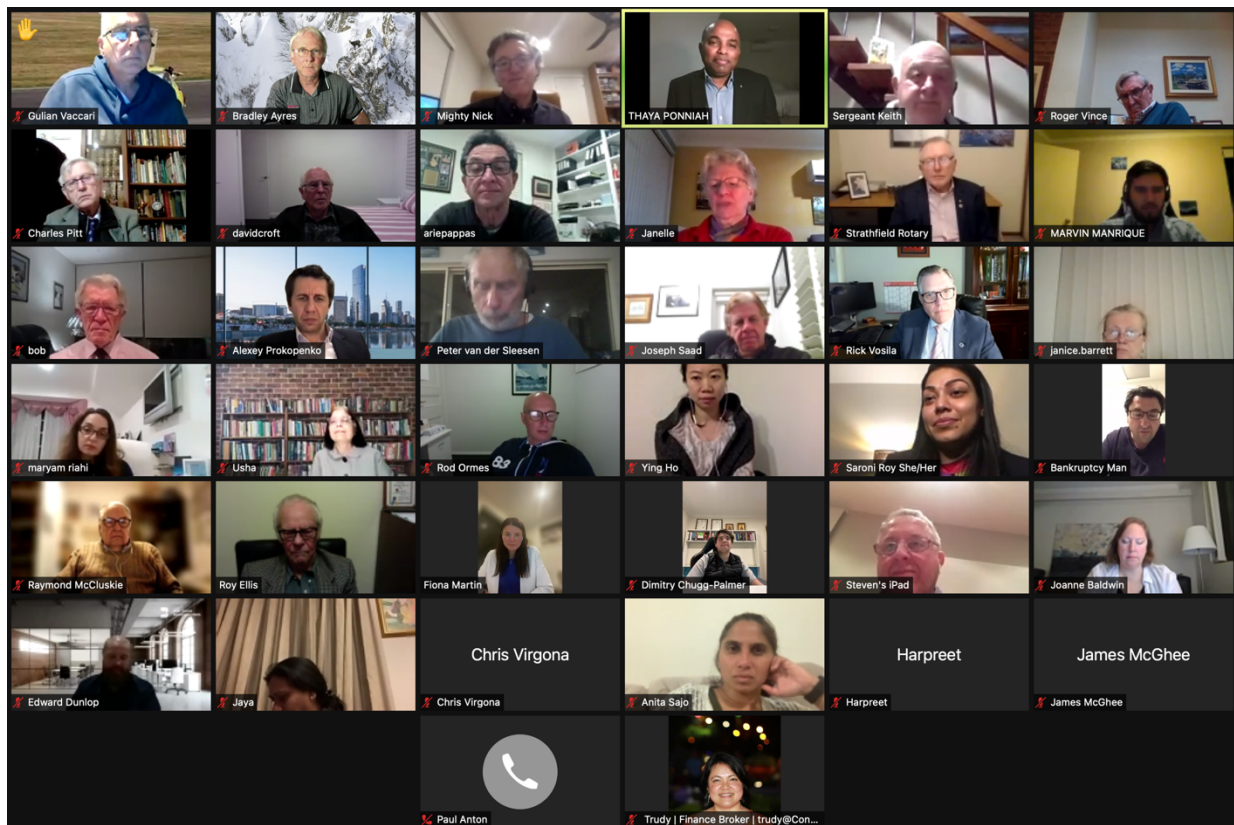 Gulian Vaccari
Bradley Ayres
Mighty Nick
THAYA PONNIAH
Sergeant Keith
Roger Vince
Charles Pitt
davidcroft
ariepappas
Janelle
Strathfield Rotary
MARVIN MANRIQUE
bob
Alexey Prokopenko
Peter van der Sleesen
Joseph Saad
Rick Vosila
janice.barrett
maryam riahi
Usha
Rod Ormes
Ying Ho
Saroni Roy She/Her
Bankruptcy Man
Raymond McCluskie
Roy Ellis
Fiona Martin
Dimitry Chugg-Palmer
Steven's iPad
Joanne Baldwin
Edward Dunlop
Jaya
Chris Virgona
Chris Virgona
Anita Sajo
Harpreet
Harpreet
James McGhee
James McGhee
Paul Anton
Trudy | Finance Broker | trudy@Con...